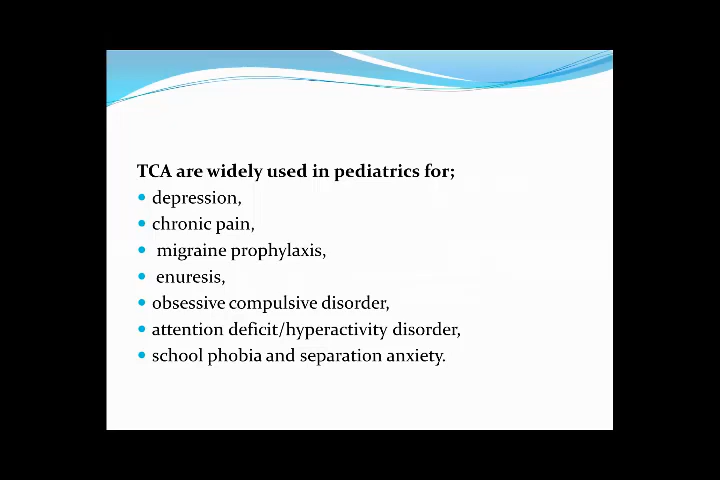 TCA are widely used in pediatrics for;
• depression,
• chronic pain,
• migraine prophylaxis,
• enuresis,
• obsessive compulsive disorder,
• attention deficit/hyperactivity disorder,
• school phobia and separation anxiety.